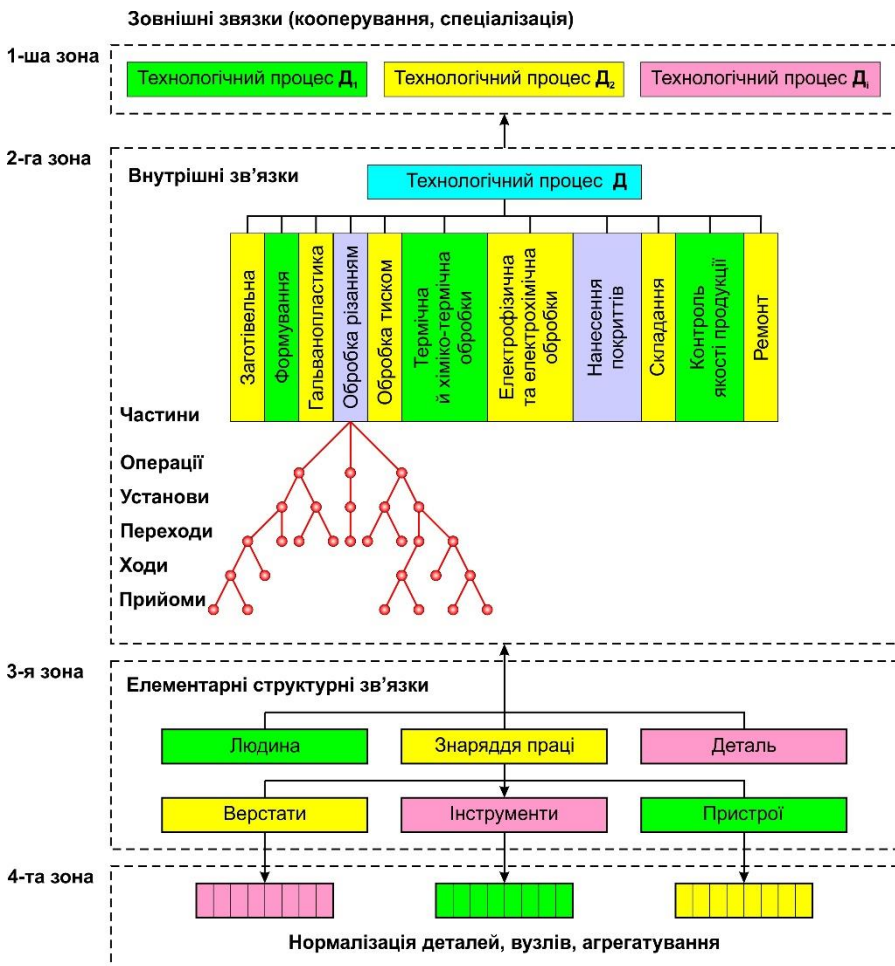 Зовнішні звязки (кооперування, спеціалізація)
1-ша зона
Технологічний процес Д₁
Технологічний процес Д₂
Технологічний процес Дᵢ
2-га зона
Внутрішні зв'язки
Технологічний процес Д
Заготівельна
Формування
Гальванопластика
Обробка різанням
Обробка тиском
Термічна
й хіміко-термічна
обробки
Електрофізична
та електрохімічна
обробки
Нанесення
покриттів
Складання
Контроль
якості продукції
Ремонт
Частини
Операції
Установи
Переходи
Ходи
Прийоми
3-я зона
Елементарні структурні зв'язки
Людина
Знаряддя праці
Деталь
Верстати
Інструменти
Пристрої
4-та зона
Нормалізація деталей, вузлів, агрегатування